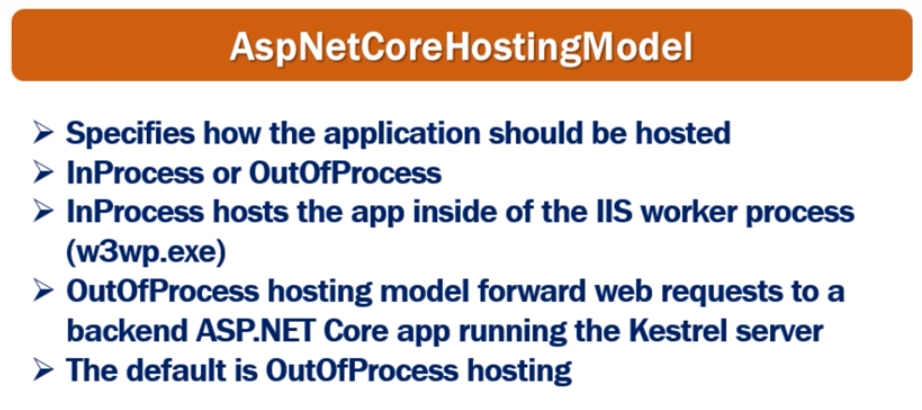 AspNetCoreHostingModel
➢ Specifies how the application should be hosted
➢ InProcess or OutOfProcess
➢ InProcess hosts the app inside of the IIS worker process
(w3wp.exe)
➢ OutOfProcess hosting model forward web requests to a
backend ASP.NET Core app running the Kestrel server
➢ The default is OutOfProcess hosting